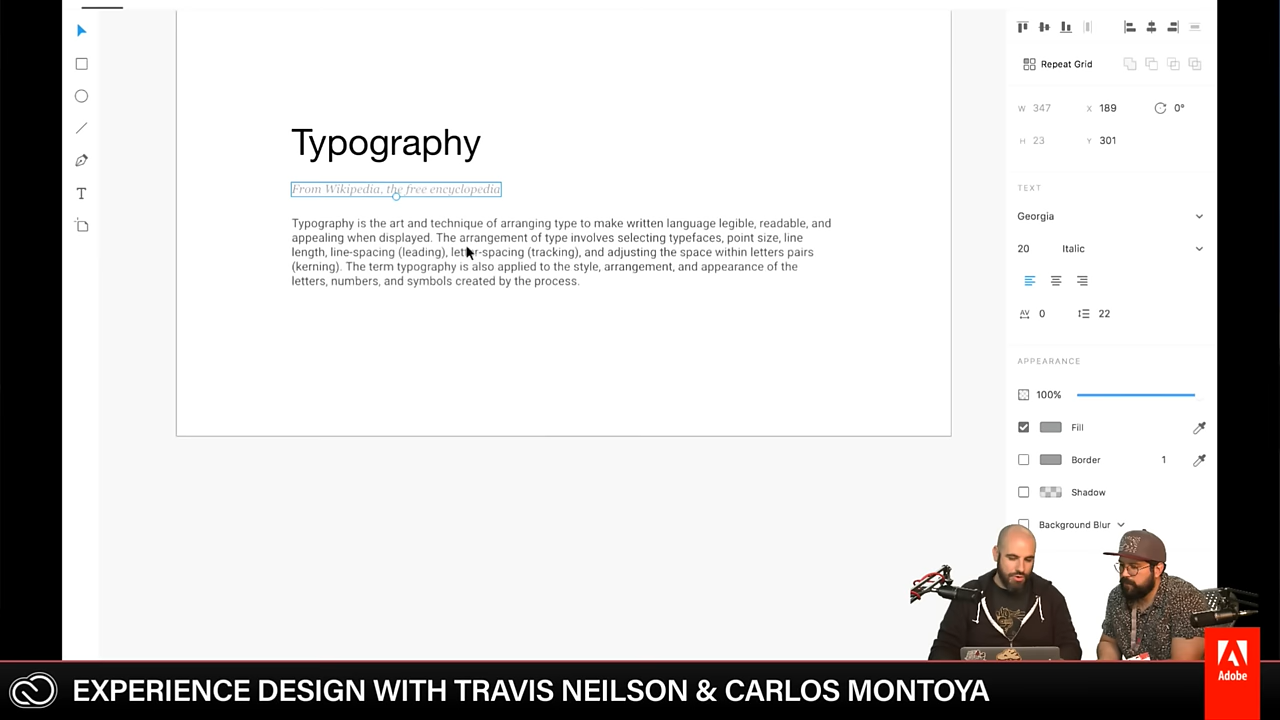 Repeat Grid
W 347 X 189 0°
H 23 Y 301
Typography
From Wikipedia, the free encyclopedia
Typography is the art and technique of arranging type to make written language legible, readable, and
appealing when displayed. The arrangement of type involves selecting typefaces, point size, line
length, line-spacing (leading), letter-spacing (tracking), and adjusting the space within letters pairs
(kerning). The term typography is also applied to the style, arrangement, and appearance of the
letters, numbers, and symbols created by the process.
TEXT
Georgia
20 Italic
AV 0 22
APPEARANCE
100%
Fill
Border 1
Shadow
Background Blur
T
EXPERIENCE DESIGN WITH TRAVIS NEILSON & CARLOS MONTOYA
Adobe